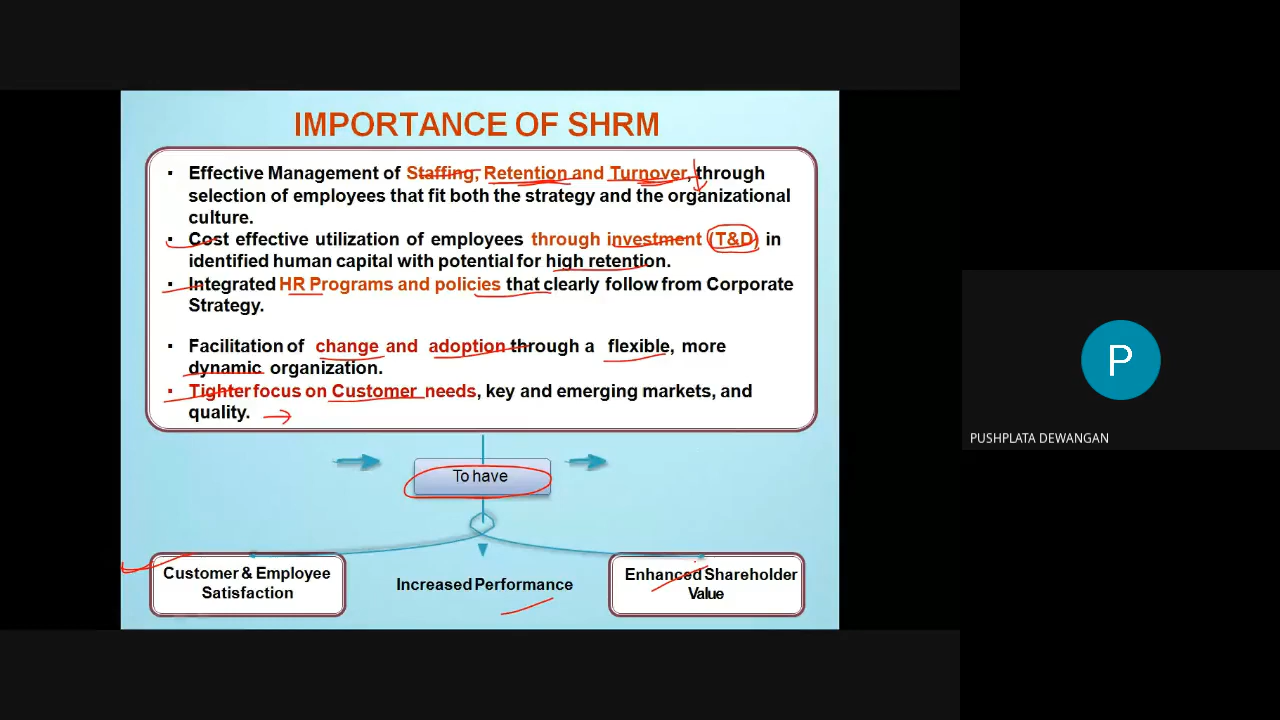 IMPORTANCE OF SHRM
▪ Effective Management of Staffing, Retention and Turnover, through
selection of employees that fit both the strategy and the organizational
culture.
▪ Cost effective utilization of employees through investment (T&D) in
identified human capital with potential for high retention.
▪ Integrated HR Programs and policies that clearly follow from Corporate
Strategy.
▪ Facilitation of change and adoption through a flexible, more
dynamic organization.
▪ Tighter focus on Customer needs, key and emerging markets, and
quality.
To have
Customer & Employee
Satisfaction
Increased Performance
Enhanced Shareholder
Value
P
PUSHPLATA DEWANGAN